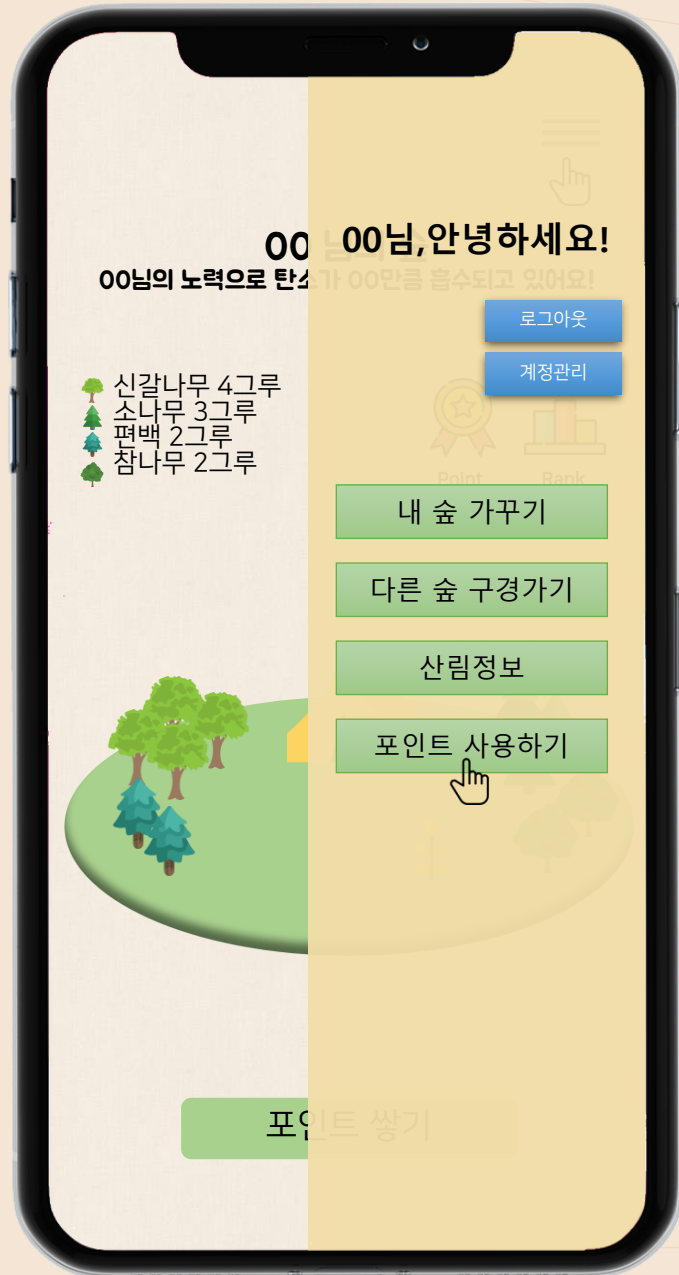 00님,안녕하세요!
00 님의 숲
00님의 노력으로 탄소가 00만큼 흡수되고 있어요!
로그아웃
계정관리
신갈나무 4그루
소나무 3그루
편백 2그루
참나무 2그루
Point
Rank
내 숲 가꾸기
다른 숲 구경가기
산림정보
포인트 사용하기
포인트 쌓기